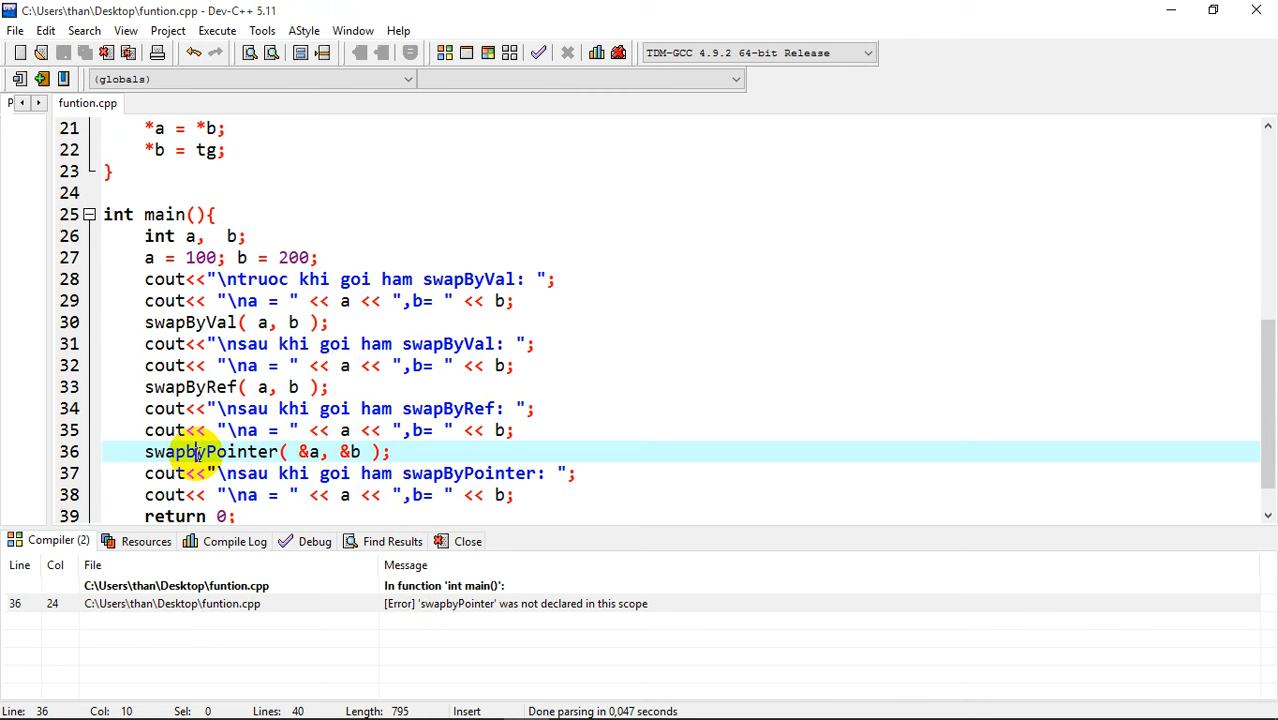 C:\Users\than\Desktop\funtion.cpp - Dev-C++ 5.11
File Edit Search View Project Execute Tools AStyle Window Help
TDM-GCC 4.9.2 64-bit Release
(globals)
P funtion.cpp
21 *a = *b;
22 *b = tg;
23 }
24
25 int main(){
26 int a,  b;
27 a = 100; b = 200;
28 cout<<"\ntruoc khi goi ham swapByVal: ";
29 cout<< "\na = " << a << ",b= " << b;
30 swapByVal( a, b );
31 cout<<"\nsau khi goi ham swapByVal: ";
32 cout<< "\na = " << a << ",b= " << b;
33 swapByRef( a, b );
34 cout<<"\nsau khi goi ham swapByRef: ";
35 cout<< "\na = " << a << ",b= " << b;
36 swapbyPointer( &a, &b );
37 cout<<"\nsau khi goi ham swapByPointer: ";
38 cout<< "\na = " << a << ",b= " << b;
39 return 0;
Compiler (2) Resources Compile Log Debug Find Results Close
Line Col File Message
C:\Users\than\Desktop\funtion.cpp In function 'int main()':
36 24 C:\Users\than\Desktop\funtion.cpp [Error] 'swapbyPointer' was not declared in this scope
Line: 36 Col: 10 Sel: 0 Lines: 40 Length: 795 Insert Done parsing in 0,047 seconds